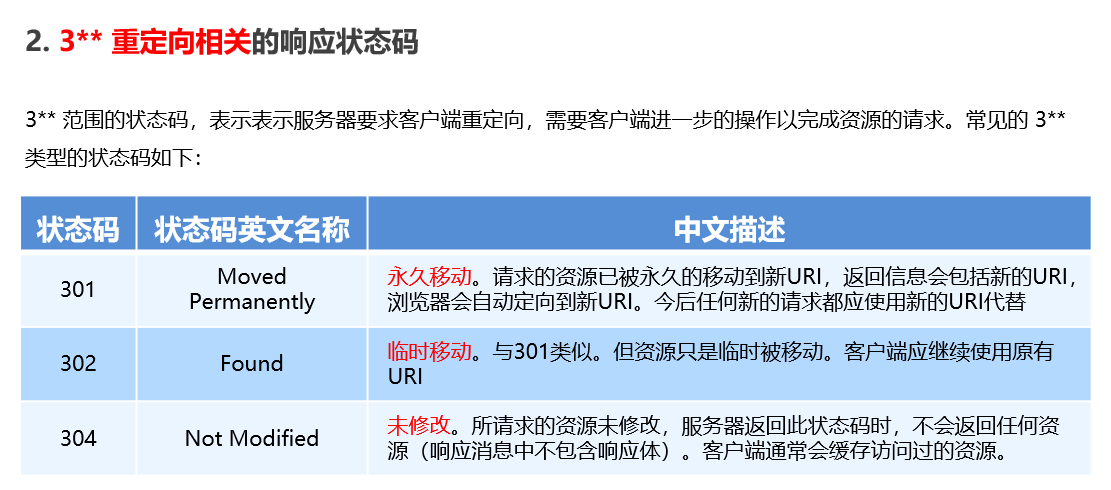 2. 3** 重定向相关的响应状态码
3** 范围的状态码，表示表示服务器要求客户端重定向，需要客户端进一步的操作以完成资源的请求。常见的 3**
类型的状态码如下：
状态码 状态码英文名称 中文描述
301 Moved Permanently 永久移动。请求的资源已被永久的移动到新URI，返回信息会包括新的URI，
浏览器会自动定向到新URI。今后任何新的请求都应使用新的URI代替
302 Found 临时移动。与301类似。但资源只是临时被移动。客户端应继续使用原有
URI
304 Not Modified 未修改。所请求的资源未修改，服务器返回此状态码时，不会返回任何资
源（响应消息中不包含响应体）。客户端通常会缓存访问过的资源。